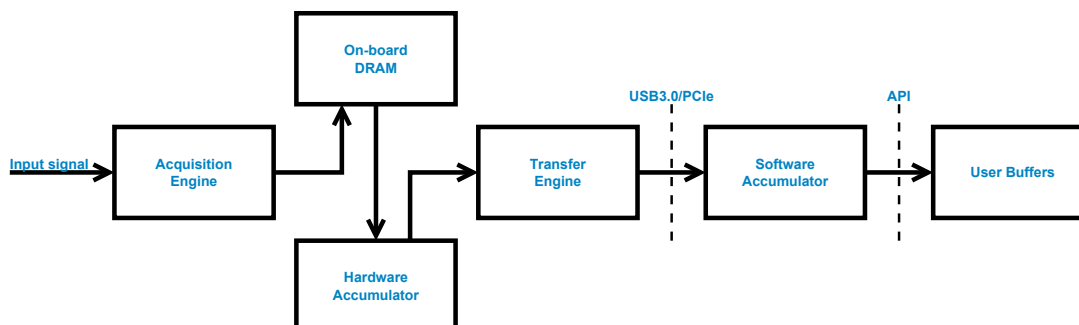 On-board
DRAM
USB3.0/PCIe
API
Input signal
Acquisition
Engine
Transfer
Engine
Software
Accumulator
User Buffers
Hardware
Accumulator